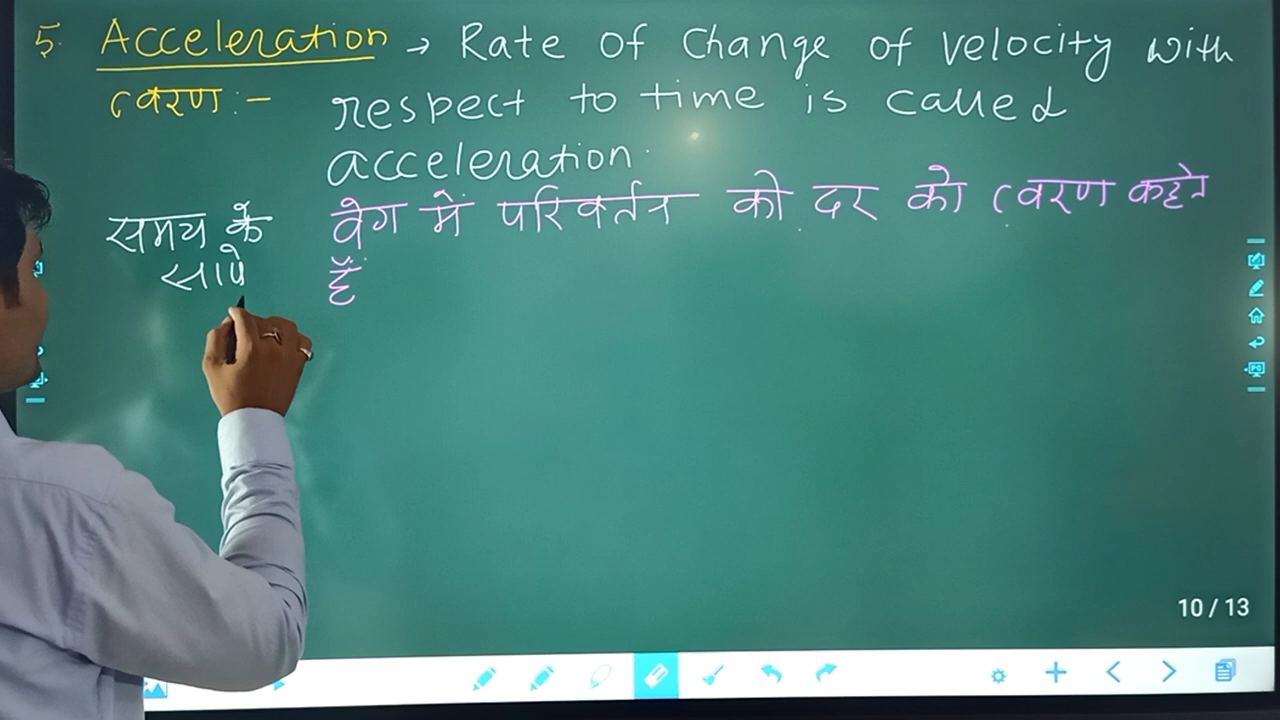 5. Acceleration → Rate of Change of velocity with
त्वरण :- respect to time is called
acceleration.
वेग में परिवर्तन की दर को त्वरण कहते
हैं
समय के
सापे
10 / 13